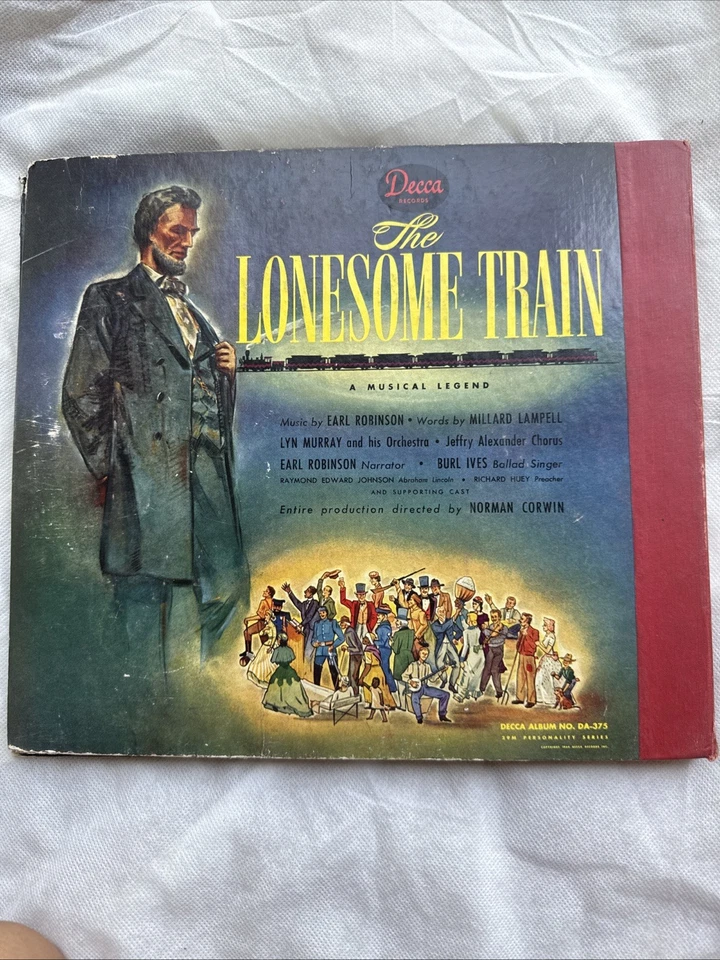 Decca
RECORDS
The
LONESOME TRAIN
A MUSICAL LEGEND
Music by EARL ROBINSON • Words by MILLARD LAMPELL
LYN MURRAY and his Orchestra • Jeffry Alexander Chorus
EARL ROBINSON Narrator • BURL IVES Ballad Singer
RAYMOND EDWARD JOHNSON Abraham Lincoln • RICHARD HUEY Preacher
AND SUPPORTING CAST
Entire production directed by NORMAN CORWIN
DECCA ALBUM NO. DA-375
PERSONALITY SERIES